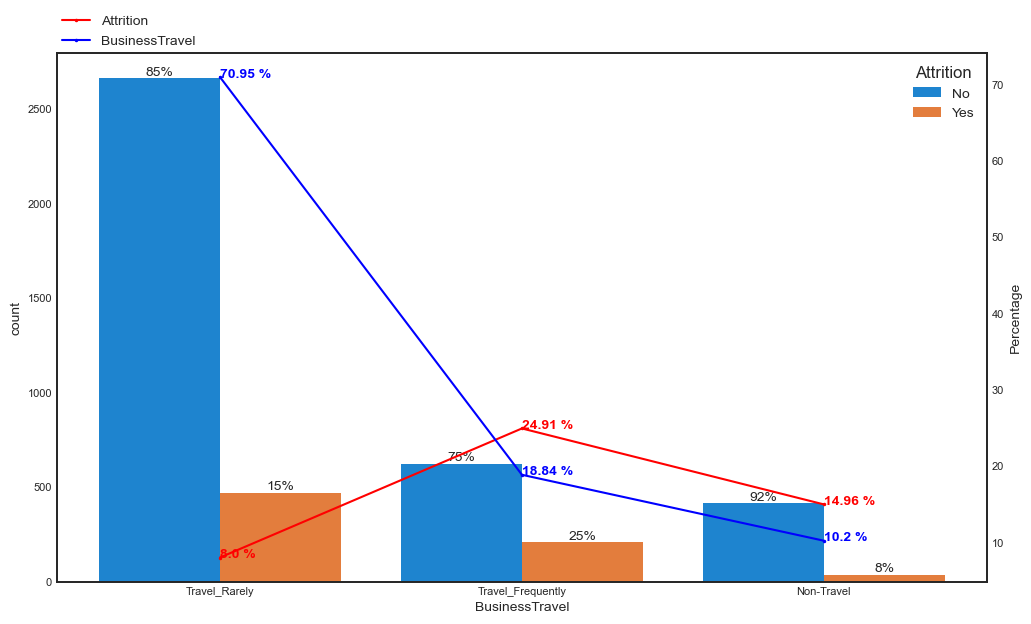 Attrition
BusinessTravel
85%
70.95 %
Attrition
No
Yes
2500
2000
1500
1000
500
0
count
70
60
50
40
30
20
10
Percentage
24.91 %
75%
18.84 %
15%
8.0 %
25%
92%
14.96 %
10.2 %
8%
Travel_Rarely
Travel_Frequently
Non-Travel
BusinessTravel